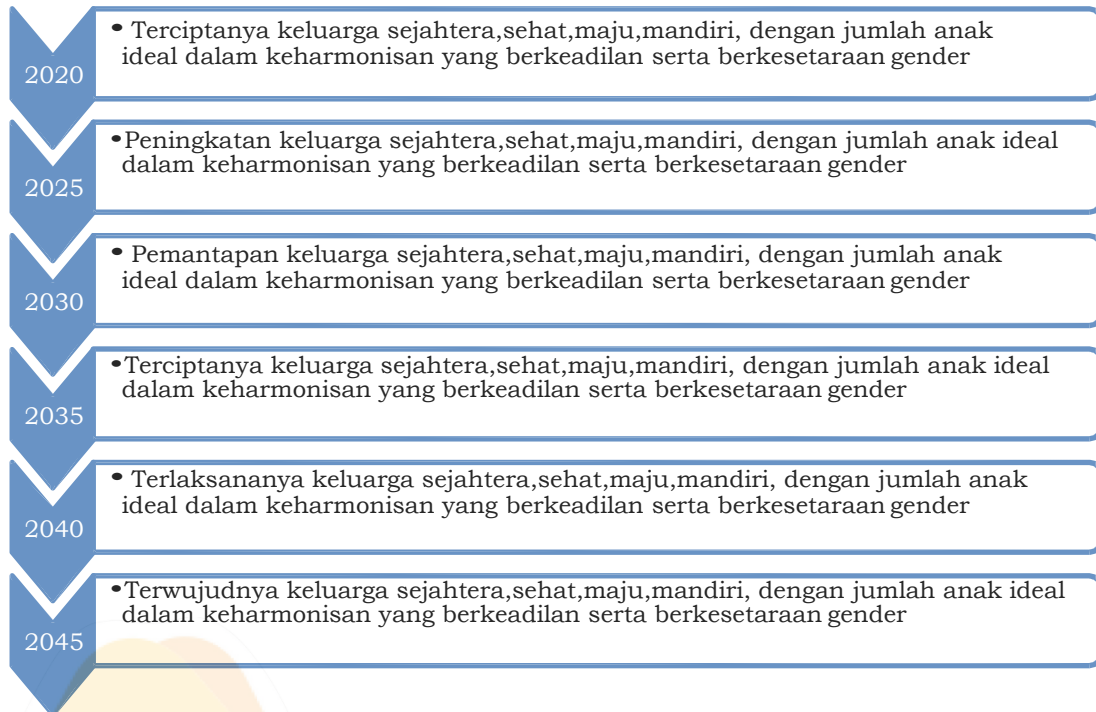 • Terciptanya keluarga sejahtera,sehat,maju,mandiri, dengan jumlah anak
ideal dalam keharmonisan yang berkeadilan serta berkesetaraan gender
2020
•Peningkatan keluarga sejahtera,sehat,maju,mandiri, dengan jumlah anak ideal
dalam keharmonisan yang berkeadilan serta berkesetaraan gender
2025
• Pemantapan keluarga sejahtera,sehat,maju,mandiri, dengan jumlah anak
ideal dalam keharmonisan yang berkeadilan serta berkesetaraan gender
2030
•Terciptanya keluarga sejahtera,sehat,maju,mandiri, dengan jumlah anak ideal
dalam keharmonisan yang berkeadilan serta berkesetaraan gender
2035
• Terlaksananya keluarga sejahtera,sehat,maju,mandiri, dengan jumlah anak
ideal dalam keharmonisan yang berkeadilan serta berkesetaraan gender
2040
•Terwujudnya keluarga sejahtera,sehat,maju,mandiri, dengan jumlah anak ideal
dalam keharmonisan yang berkeadilan serta berkesetaraan gender
2045